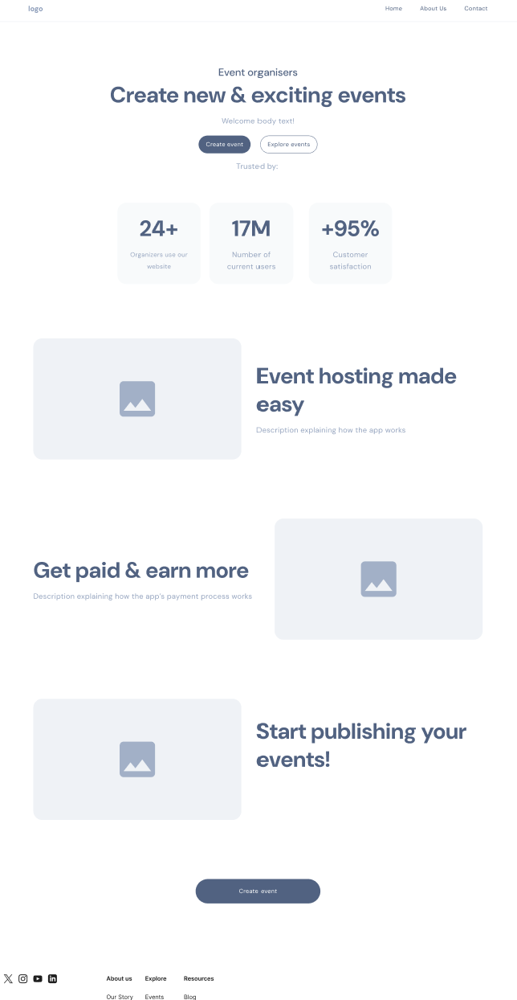 logo
Home About Us Contact
Event organisers
Create new & exciting events
Welcome body text!
Create event Explore events
Trusted by:
24+ 17M +95%
Organizers use our website
Number of current users
Customer satisfaction
Event hosting made
easy
Description explaining how the app works
Get paid & earn more
Description explaining how the app's payment process works
Start publishing your
events!
Create event
About us Explore Resources
Our Story Events Blog